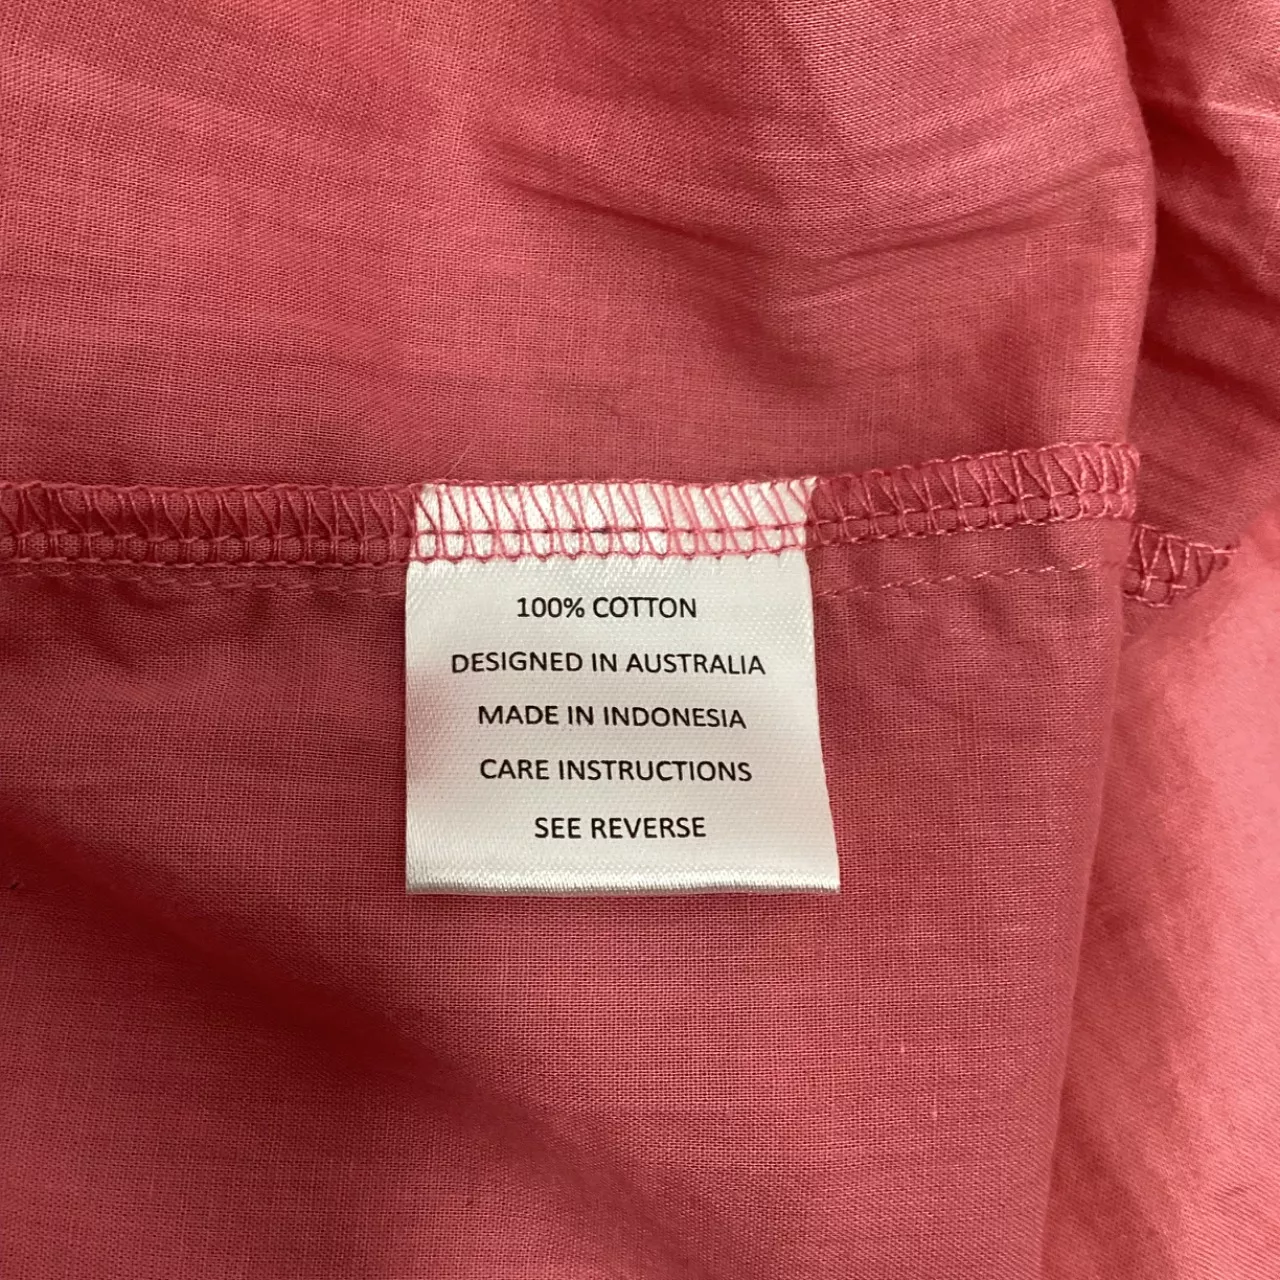 100% COTTON
DESIGNED IN AUSTRALIA
MADE IN INDONESIA
CARE INSTRUCTIONS
SEE REVERSE